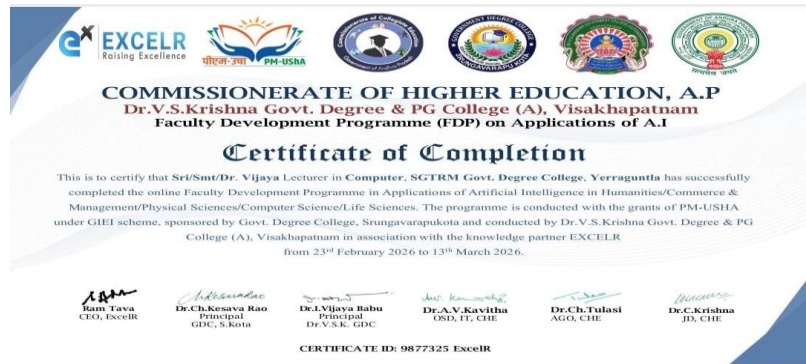 EXCELR
Raising Excellence
पीएम-उषा PM-USHA
COMMISSIONERATE OF HIGHER EDUCATION, A.P
Dr.V.S.Krishna Govt. Degree & PG College (A), Visakhapatnam
Faculty Development Programme (FDP) on Applications of A.I
Certificate of Completion
This is to certify that Sri/Smt/Dr. Vijaya Lecturer in Computer, SGTRM Govt. Degree College, Yerraguntla has successfully
completed the online Faculty Development Programme in Applications of Artificial Intelligence in Humanities/Commerce &
Management/Physical Sciences/Computer Science/Life Sciences. The programme is conducted with the grants of PM-USHA
under GIEI scheme, sponsored by Govt. Degree College, Srungavarapukota and conducted by Dr.V.S.Krishna Govt. Degree & PG
College (A), Visakhapatnam in association with the knowledge partner EXCELR
from 23rd February 2026 to 13th March 2026.
Ram Tava
CEO, ExcelR
Dr.Ch.Kesava Rao
Principal
GDC, S.Kota
Dr.I.Vijaya Babu
Principal
Dr.V.S.K. GDC
Dr.A.V.Kavitha
OSD, IT, CHE
Dr.Ch.Tulasi
AGO, CHE
Dr.C.Krishna
JD, CHE
CERTIFICATE ID: 9877325 ExcelR